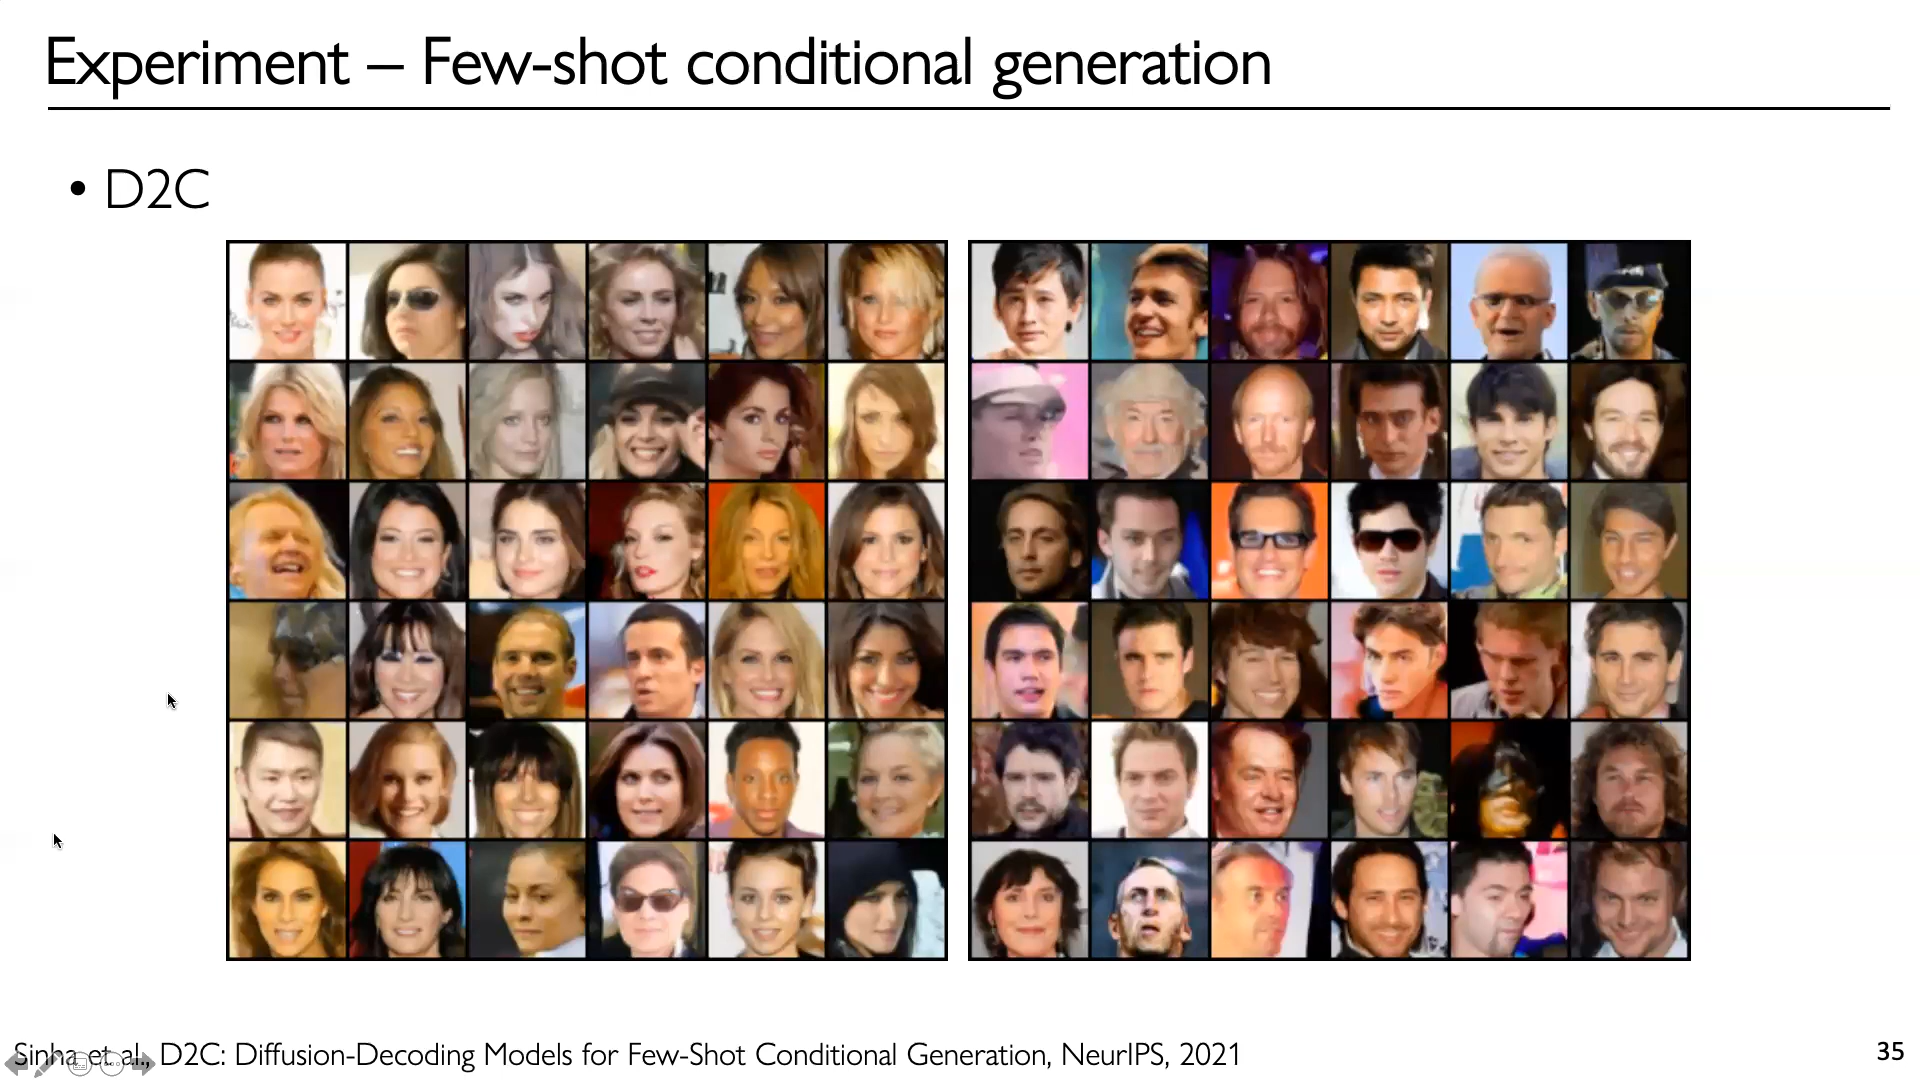 Experiment – Few-shot conditional generation
• D2C
Sinha et al., D2C: Diffusion-Decoding Models for Few-Shot Conditional Generation, NeurIPS, 2021
35